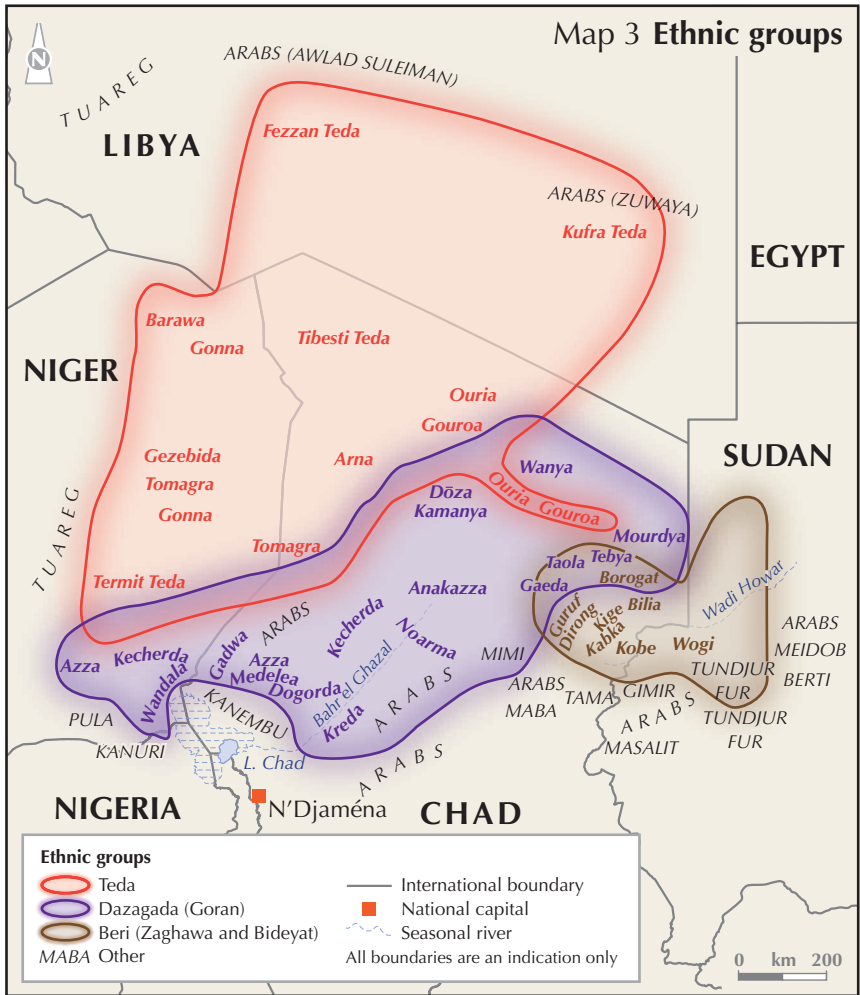 Map 3 Ethnic groups
N
TUAREG
ARABS (AWLAD SULEIMAN)
LIBYA
Fezzan Teda
ARABS (ZUWAYA)
Kufra Teda
EGYPT
Barawa
Gonna
Tibesti Teda
NIGER
Ouria
Gouroa
SUDAN
Gezebida
Tomagra
Gonna
Arna
Wanya
TUAREG
Dōza
Kamanya
Ouria Gouroa
Tomagra
Mourdya
Termit Teda
Taola
Tebya
Anakazza
Gaeda
Borogat
Wadi Howar
Guruf
Dirong
Kige
Kabka
Bilia
Kobe
Wogi
ARABS
MEIDOB
BERTI
ARABS
Kecherda
Noarma
Azza
Kecherda
Wandala
Gadwa
Azza
Medelea
Dogorda
MIMI
TUNDJUR
FUR
Bahr el Ghazal
ARABS
ARABS
MABA
TAMA
GIMIR
ARABS
TUNDJUR
FUR
MASALIT
PULA
KANURI
KANEMBU
Kreda
ARABS
L. Chad
NIGERIA
N'Djaména
CHAD
Ethnic groups
Teda
Dazagada (Goran)
Beri (Zaghawa and Bideyat)
MABA Other
International boundary
National capital
Seasonal river
All boundaries are an indication only
0 km 200